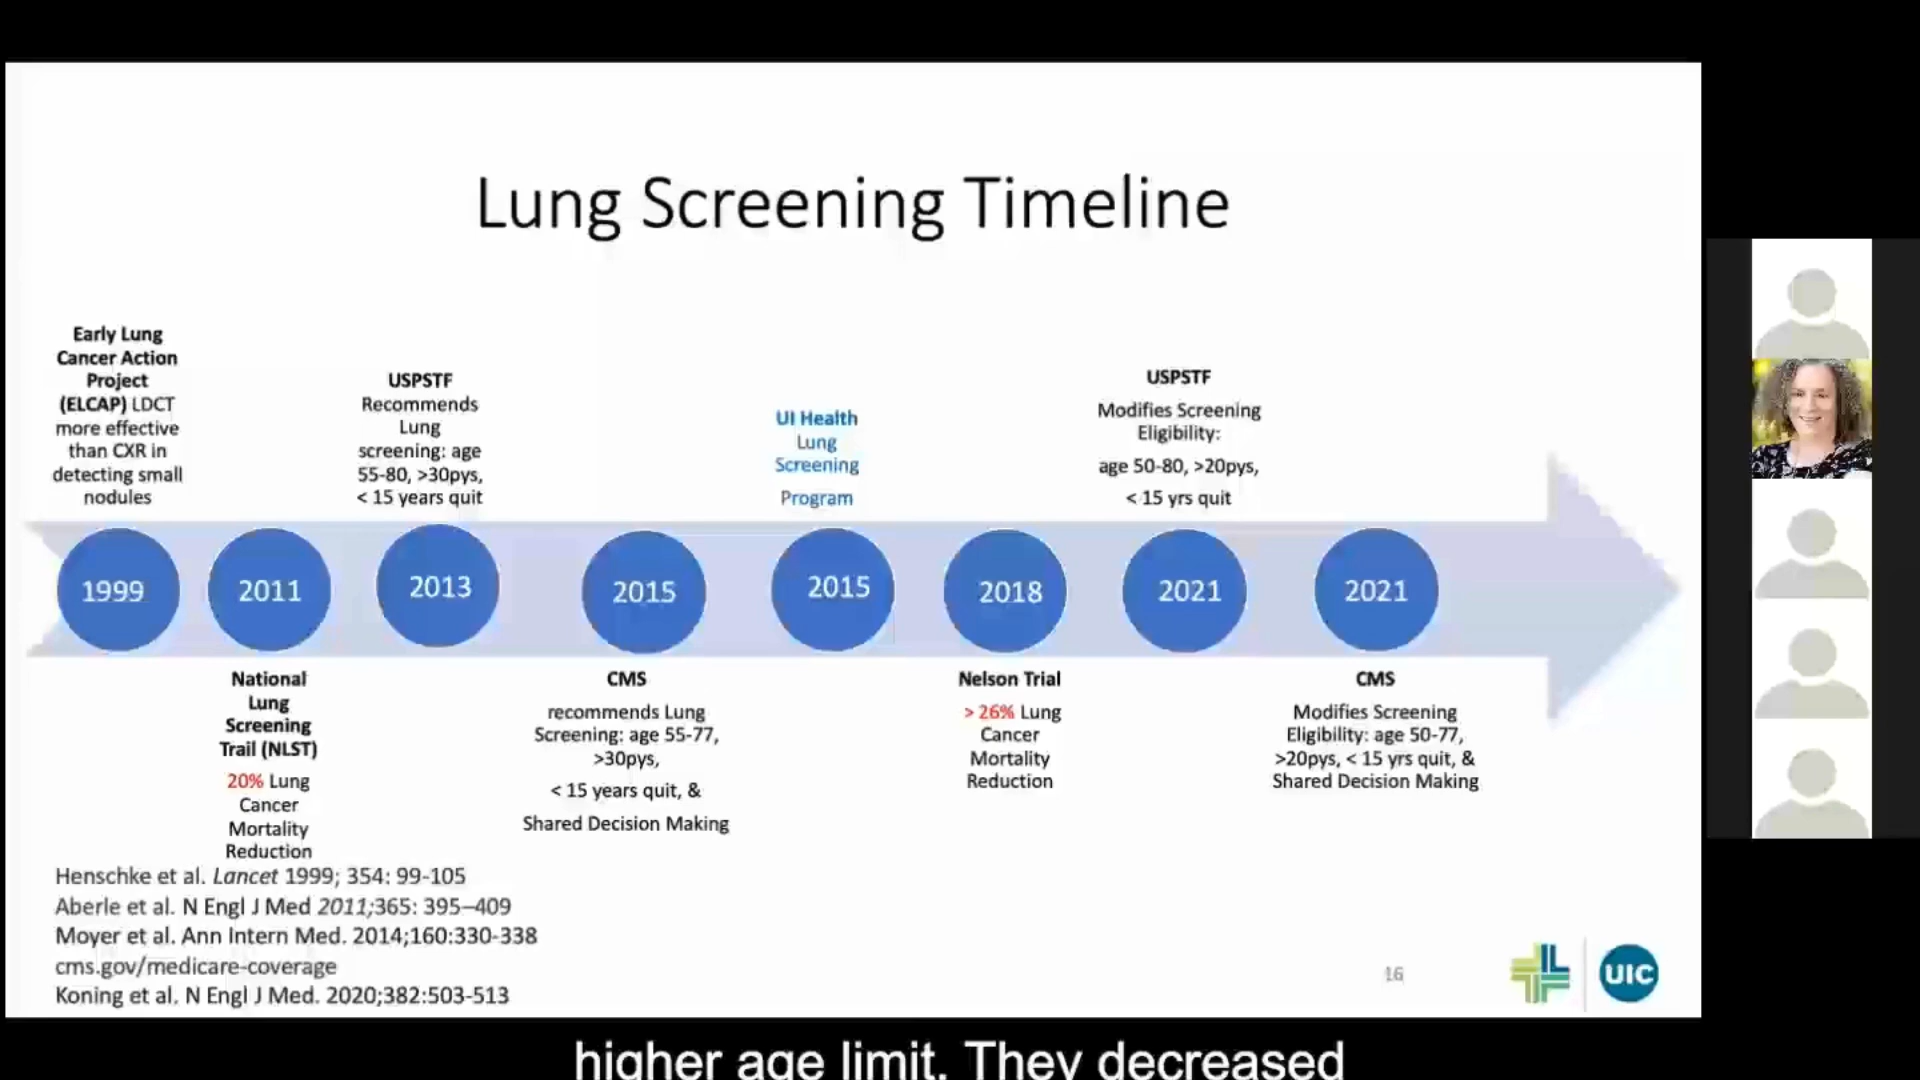 Lung Screening Timeline
Early Lung
Cancer Action
Project
(ELCAP) LDCT
more effective
than CXR in
detecting small
nodules
USPSTF
Recommends
Lung
screening: age
55-80, >30pys,
< 15 years quit
UI Health
Lung
Screening
Program
USPSTF
Modifies Screening
Eligibility:
age 50-80, >20pys,
< 15 yrs quit
1999
2011
2013
2015
2015
2018
2021
2021
National
Lung
Screening
Trail (NLST)
20% Lung
Cancer
Mortality
Reduction
CMS
recommends Lung
Screening: age 55-77,
>30pys,
< 15 years quit, &
Shared Decision Making
Nelson Trial
> 26% Lung
Cancer
Mortality
Reduction
CMS
Modifies Screening
Eligibility: age 50-77,
>20pys, < 15 yrs quit, &
Shared Decision Making
Henschke et al. Lancet 1999; 354: 99-105
Aberle et al. N Engl J Med 2011;365: 395–409
Moyer et al. Ann Intern Med. 2014;160:330-338
cms.gov/medicare-coverage
Koning et al. N Engl J Med. 2020;382:503-513
16
UIC
higher age limit. They decreased